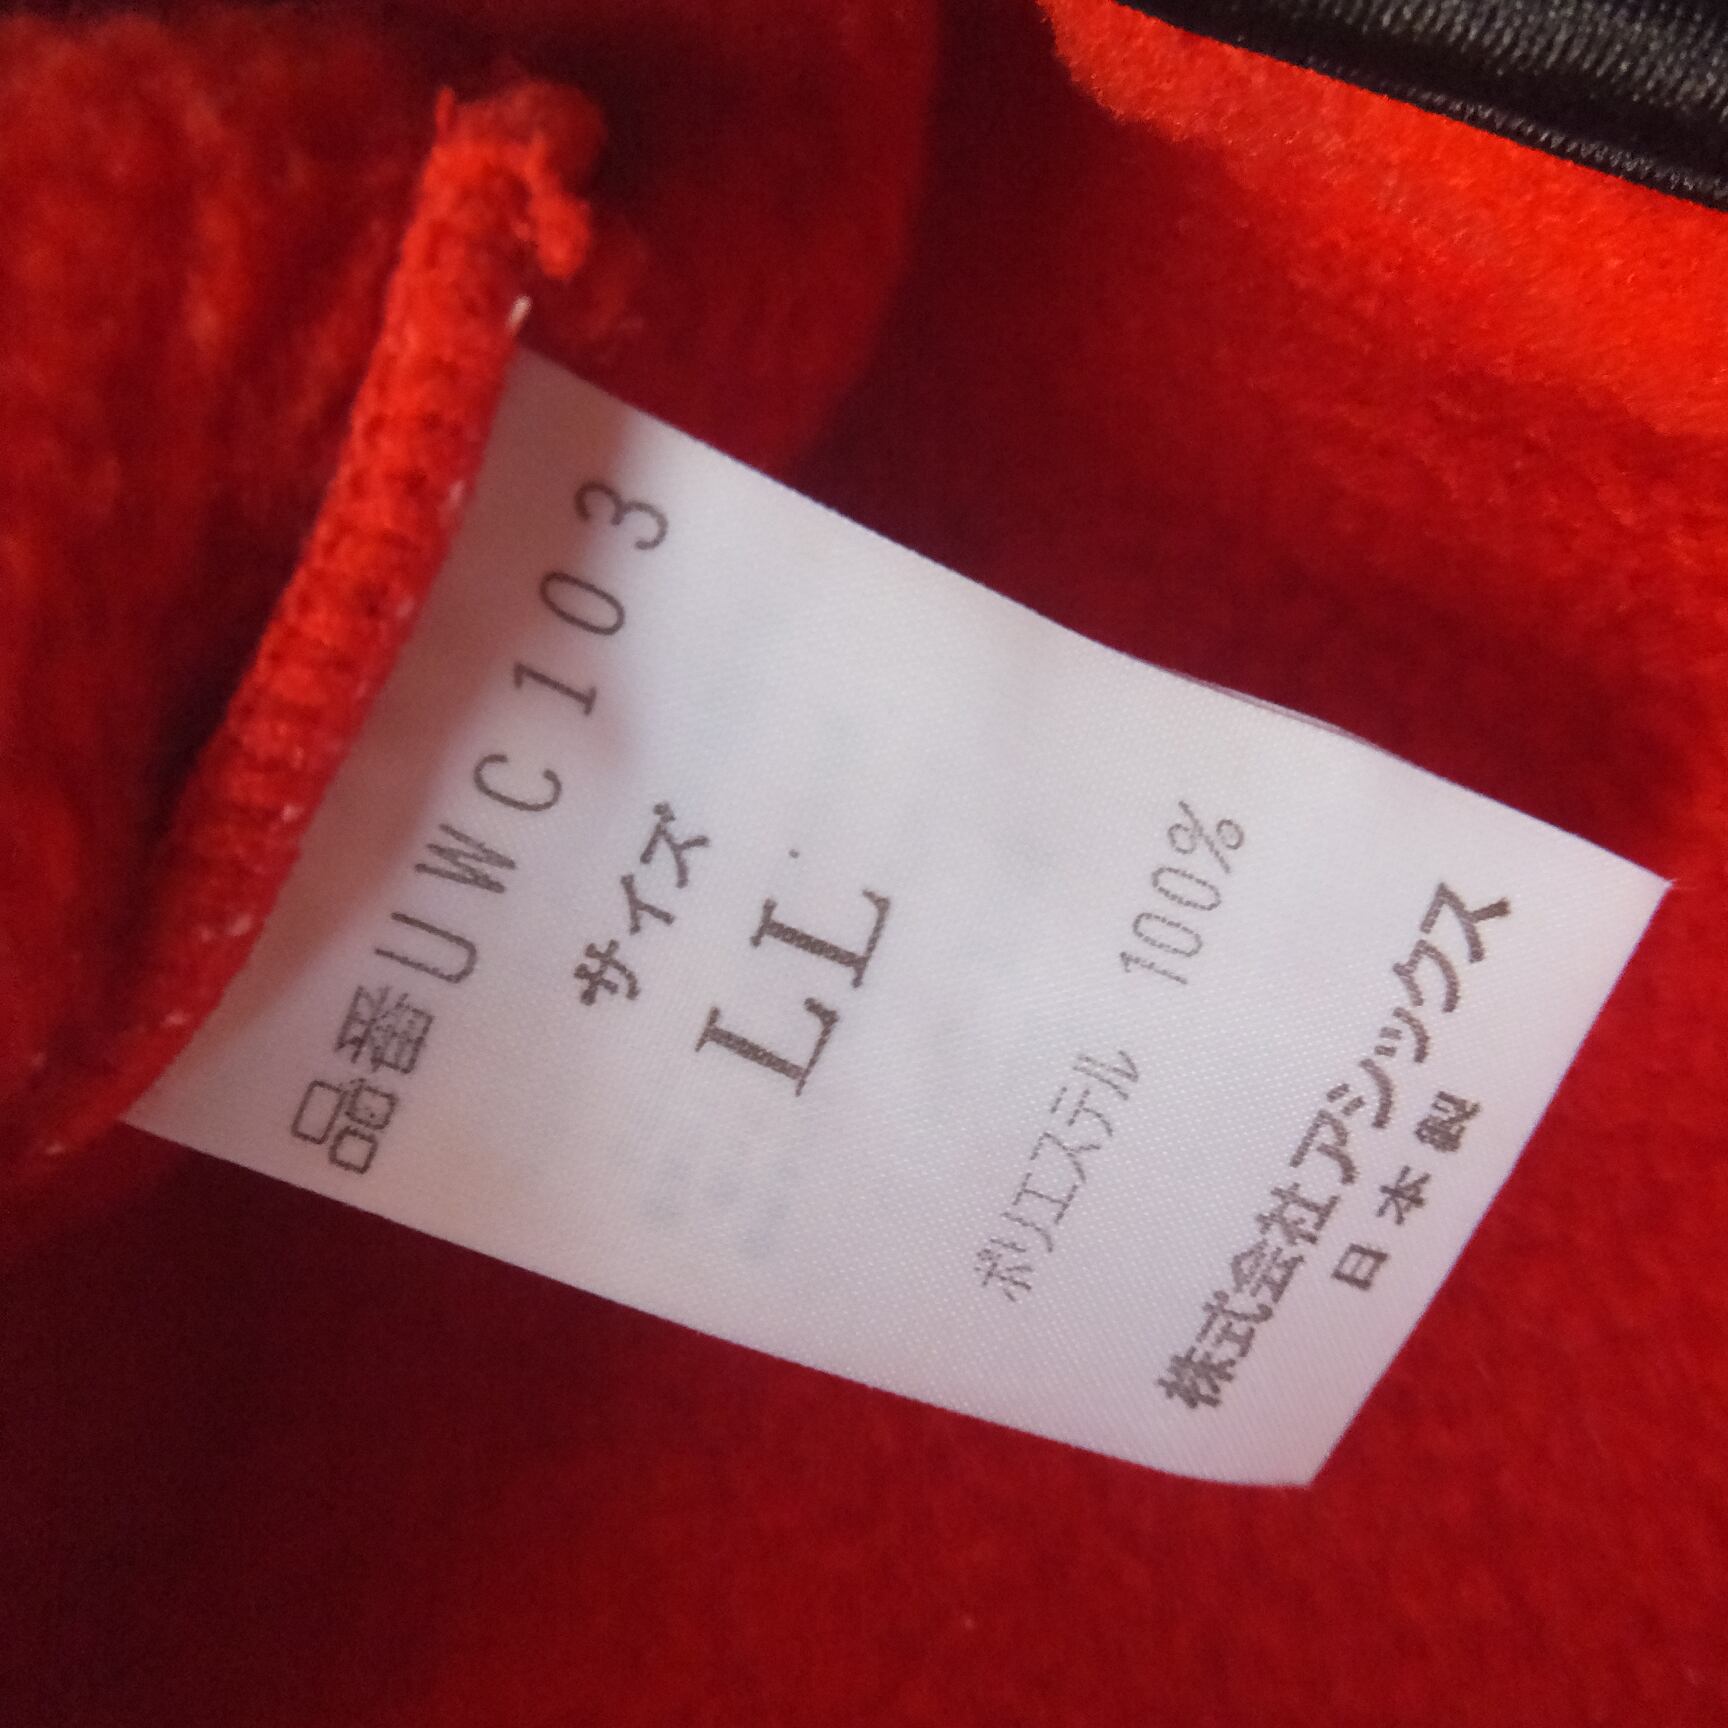 品番UWC103
サイズ
LL
ポリエステル 100%
株式会社アシックス
日本製